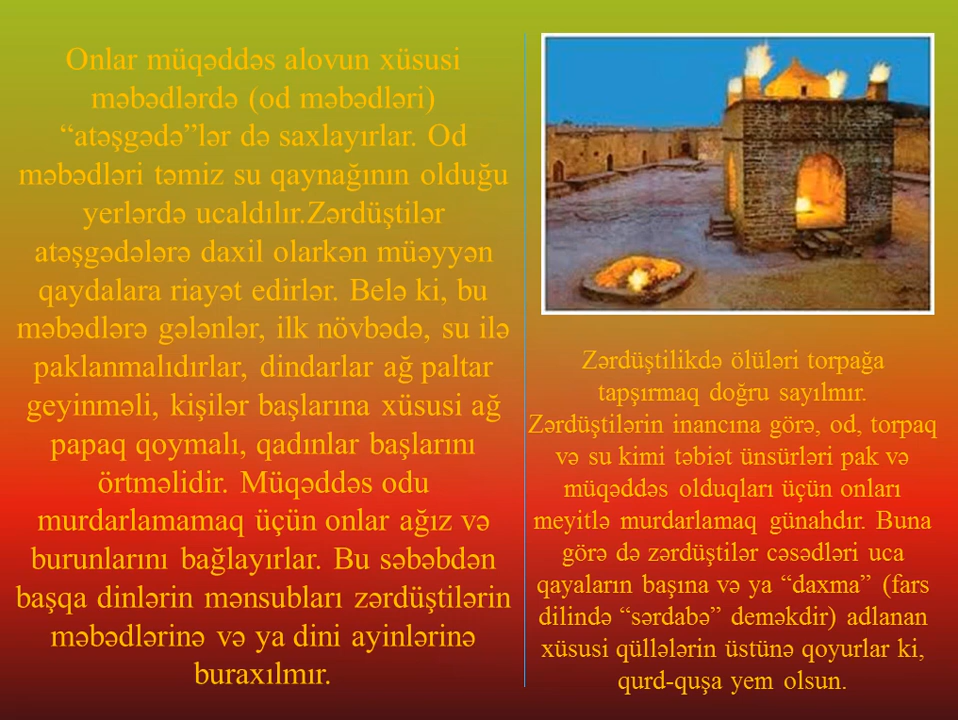 Onlar müqəddəs alovun xüsusi
məbədlərdə (od məbədləri)
“atəşgədə”lər də saxlayırlar. Od
məbədləri təmiz su qaynağının olduğu
yerlərdə ucaldılır.Zərdüştilər
atəşgədələrə daxil olarkən müəyyən
qaydalara riayət edirlər. Belə ki, bu
məbədlərə gələnlər, ilk növbədə, su ilə
paklanmalıdırlar, dindarlar ağ paltar
geyinməli, kişilər başlarına xüsusi ağ
papaq qoymalı, qadınlar başlarını
örtməlidir. Müqəddəs odu
murdarlamamaq üçün onlar ağız və
burunlarını bağlayırlar. Bu səbəbdən
başqa dinlərin mənsubları zərdüştilərin
məbədlərinə və ya dini ayinlərinə
buraxılmır.
Zərdüştilikdə ölüləri torpağa
tapşırmaq doğru sayılmır.
Zərdüştilərin inancına görə, od, torpaq
və su kimi təbiət ünsürləri pak və
müqəddəs olduqları üçün onları
meyitlə murdarlamaq günahdır. Buna
görə də zərdüştilər cəsədləri uca
qayaların başına və ya “daxma” (fars
dilində “sərdabə” deməkdir) adlanan
xüsusi qüllələrin üstünə qoyurlar ki,
qurd-quşa yem olsun.